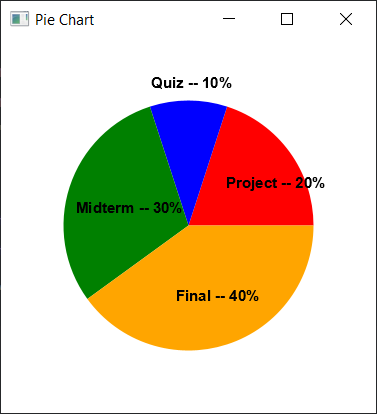 Pie Chart
Quiz -- 10%
Project -- 20%
Midterm -- 30%
Final -- 40%